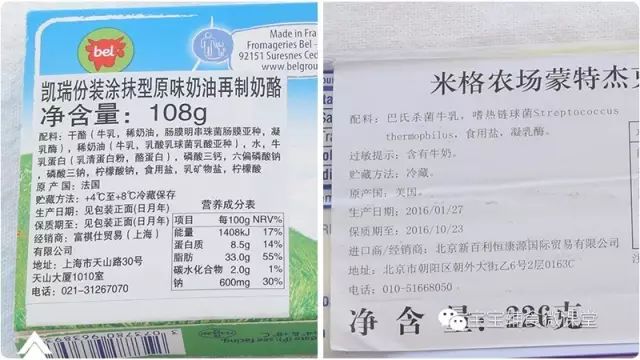 bel
Made in Fra
Fromageries Bel -
92151 Suresnes Ced
www.belgrou
凯瑞份装涂抹型原味奶油再制奶酪
净含量：108g
配料：干酪（牛乳，稀奶油，肠膜明串珠菌肠膜亚种，凝
乳酶），稀奶油（牛乳，乳酸乳球菌乳酸亚种），水，牛
乳蛋白（乳清蛋白粉，酪蛋白），磷酸三钙，六偏磷酸钠
，磷酸三钠，柠檬酸钠，食用盐，乳矿物盐，柠檬酸
原 产 国：法国
贮藏方法：+4℃至+8℃冷藏保存
生产日期：见包装正面(日月年)
保质期至：见包装正面(日月年)
经销商：富祺仕贸易（上海）
有限公司
地址：上海市天山路30号
天山大厦1010室
电话：021-31267070
营养成分表
项目 每100g NRV%
能量 1408kJ 17%
蛋白质 8.5g 14%
脂肪 33.0g 55%
碳水化合物 2.0g 1%
钠 600mg 30%
米格农场蒙特杰克
配料：巴氏杀菌牛乳，嗜热链球菌Streptococcus
thermophilus，食用盐，凝乳酶。
过敏提示：含有牛奶。
贮藏方法：冷藏。
原产国：美国。
生产日期：2016/01/27
保质期至：2016/10/23
进口商/经销商：北京新百利恒康源国际贸易有限公司
地址：北京市朝阳区朝外大街乙6号2层0163C
电话：010-51668050
净 含 量：226克
宝宝辅食微课堂